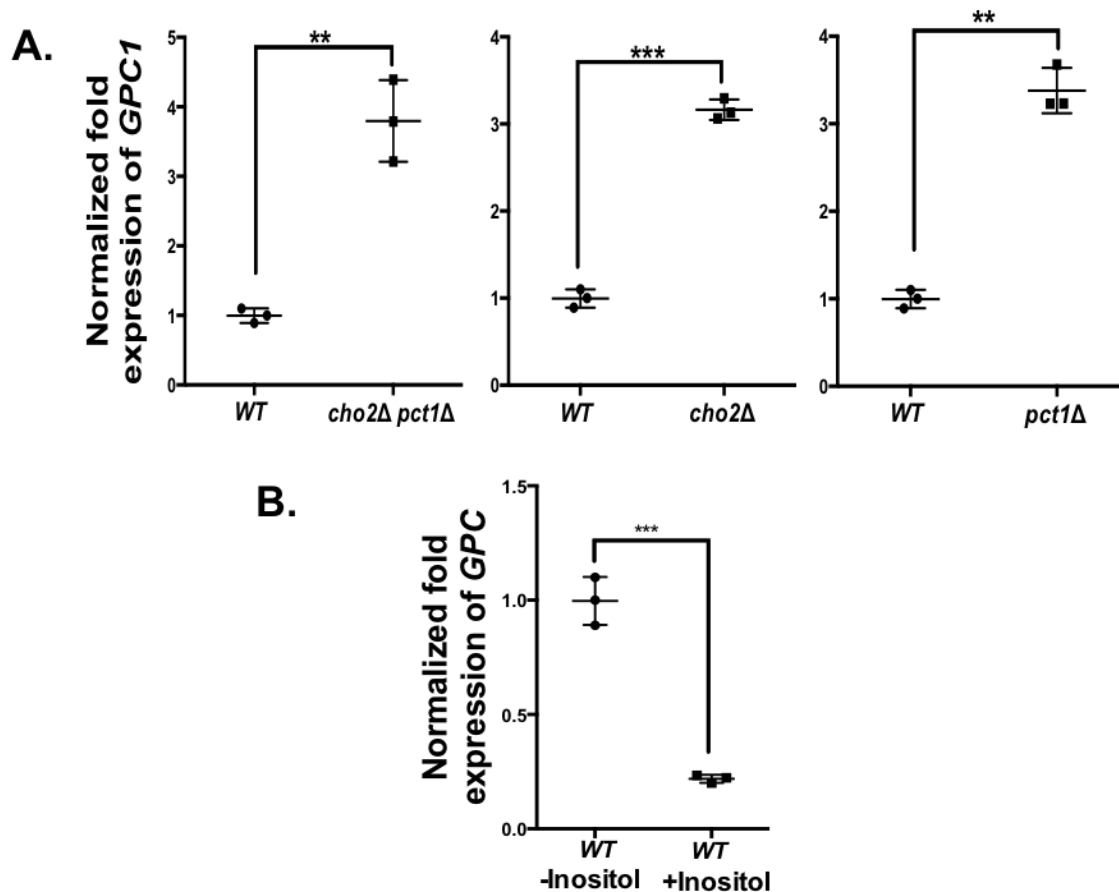 A.
Normalized fold
expression of GPC1
5
4
3
2
1
0
**
WT
cho2Δ pct1Δ
4
3
2
1
0
***
WT
cho2Δ
4
3
2
1
0
**
WT
pct1Δ
B.
Normalized fold
expression of GPC
1.5
1.0
0.5
0.0
***
WT
-Inositol
WT
+Inositol